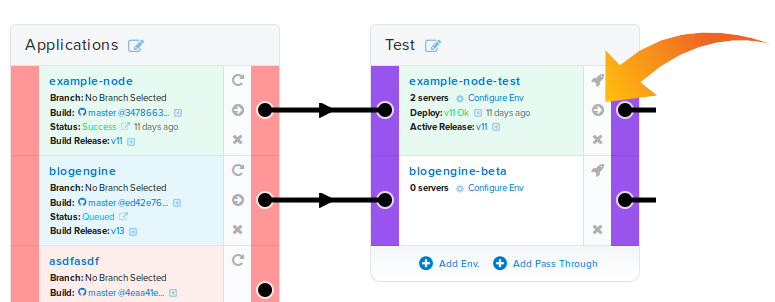 Applications
example-node
Branch: No Branch Selected
Build: master @3478663...
Status: Success 11 days ago
Build Release: v11
blogengine
Branch: No Branch Selected
Build: master @ed42e76...
Status: Queued
Build Release: v13
asdfasdf
Branch: No Branch Selected
Build: master @4eaa41e...
Test
example-node-test
2 servers Configure Env
Deploy: v11 Ok 11 days ago
Active Release: v11
blogengine-beta
0 servers Configure Env
Add Env. Add Pass Through